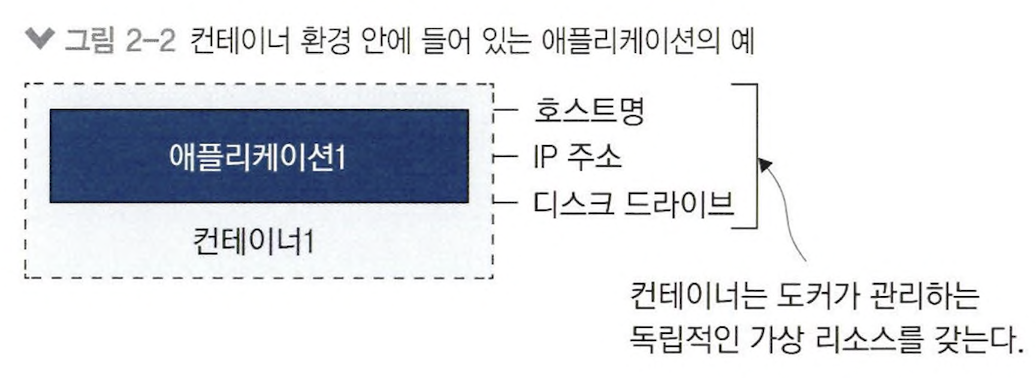 그림 2-2 컨테이너 환경 안에 들어 있는 애플리케이션의 예
애플리케이션1
컨테이너1
호스트명
IP 주소
디스크 드라이브
컨테이너는 도커가 관리하는
독립적인 가상 리소스를 갖는다.